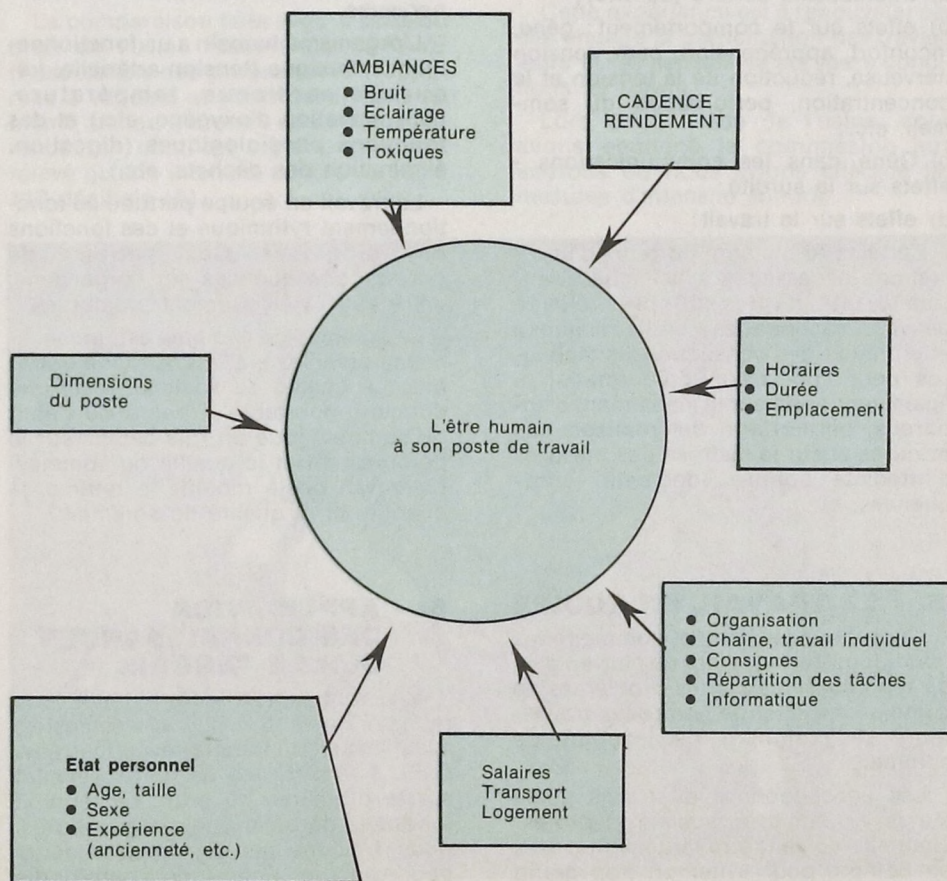 AMBIANCES
● Bruit
● Eclairage
● Température
● Toxiques
CADENCE
RENDEMENT
Dimensions
du poste
● Horaires
● Durée
● Emplacement
L'être humain
à son poste de travail
● Organisation
● Chaîne, travail individuel
● Consignes
● Répartition des tâches
● Informatique
Etat personnel
● Age, taille
● Sexe
● Expérience
(ancienneté, etc.)
Salaires
Transport
Logement